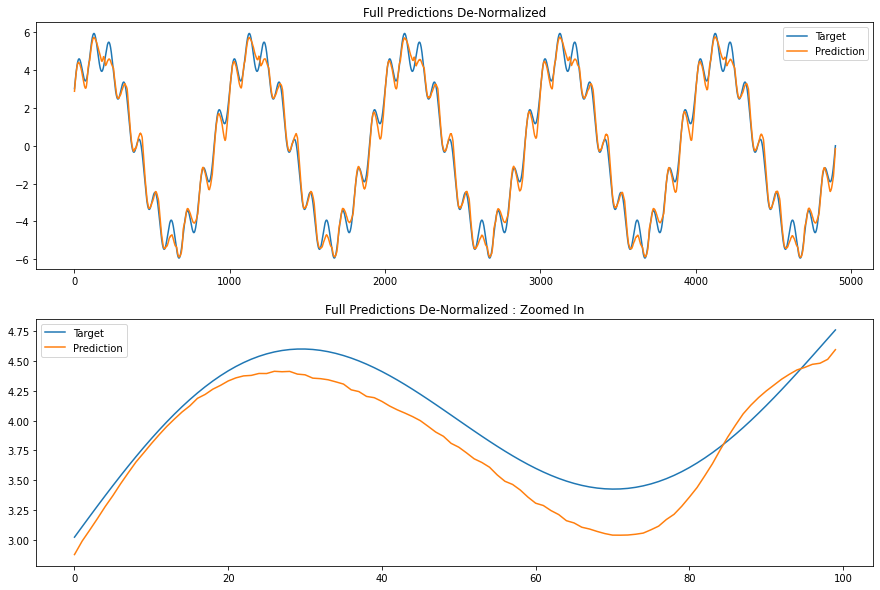 Full Predictions De-Normalized
6
4
2
0
−2
−4
−6
Target
Prediction
0 1000 2000 3000 4000 5000
Full Predictions De-Normalized : Zoomed In
4.75
4.50
4.25
4.00
3.75
3.50
3.25
3.00
Target
Prediction
0 20 40 60 80 100